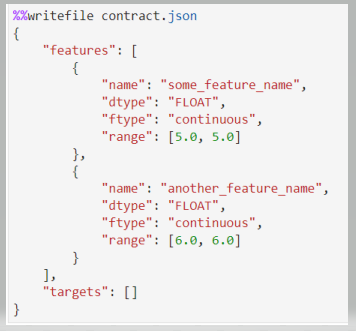 %%writefile contract.json
{
    "features": [
        {
            "name": "some_feature_name",
            "dtype": "FLOAT",
            "ftype": "continuous",
            "range": [5.0, 5.0]
        },
        {
            "name": "another_feature_name",
            "dtype": "FLOAT",
            "ftype": "continuous",
            "range": [6.0, 6.0]
        }
    ],
    "targets": []
}